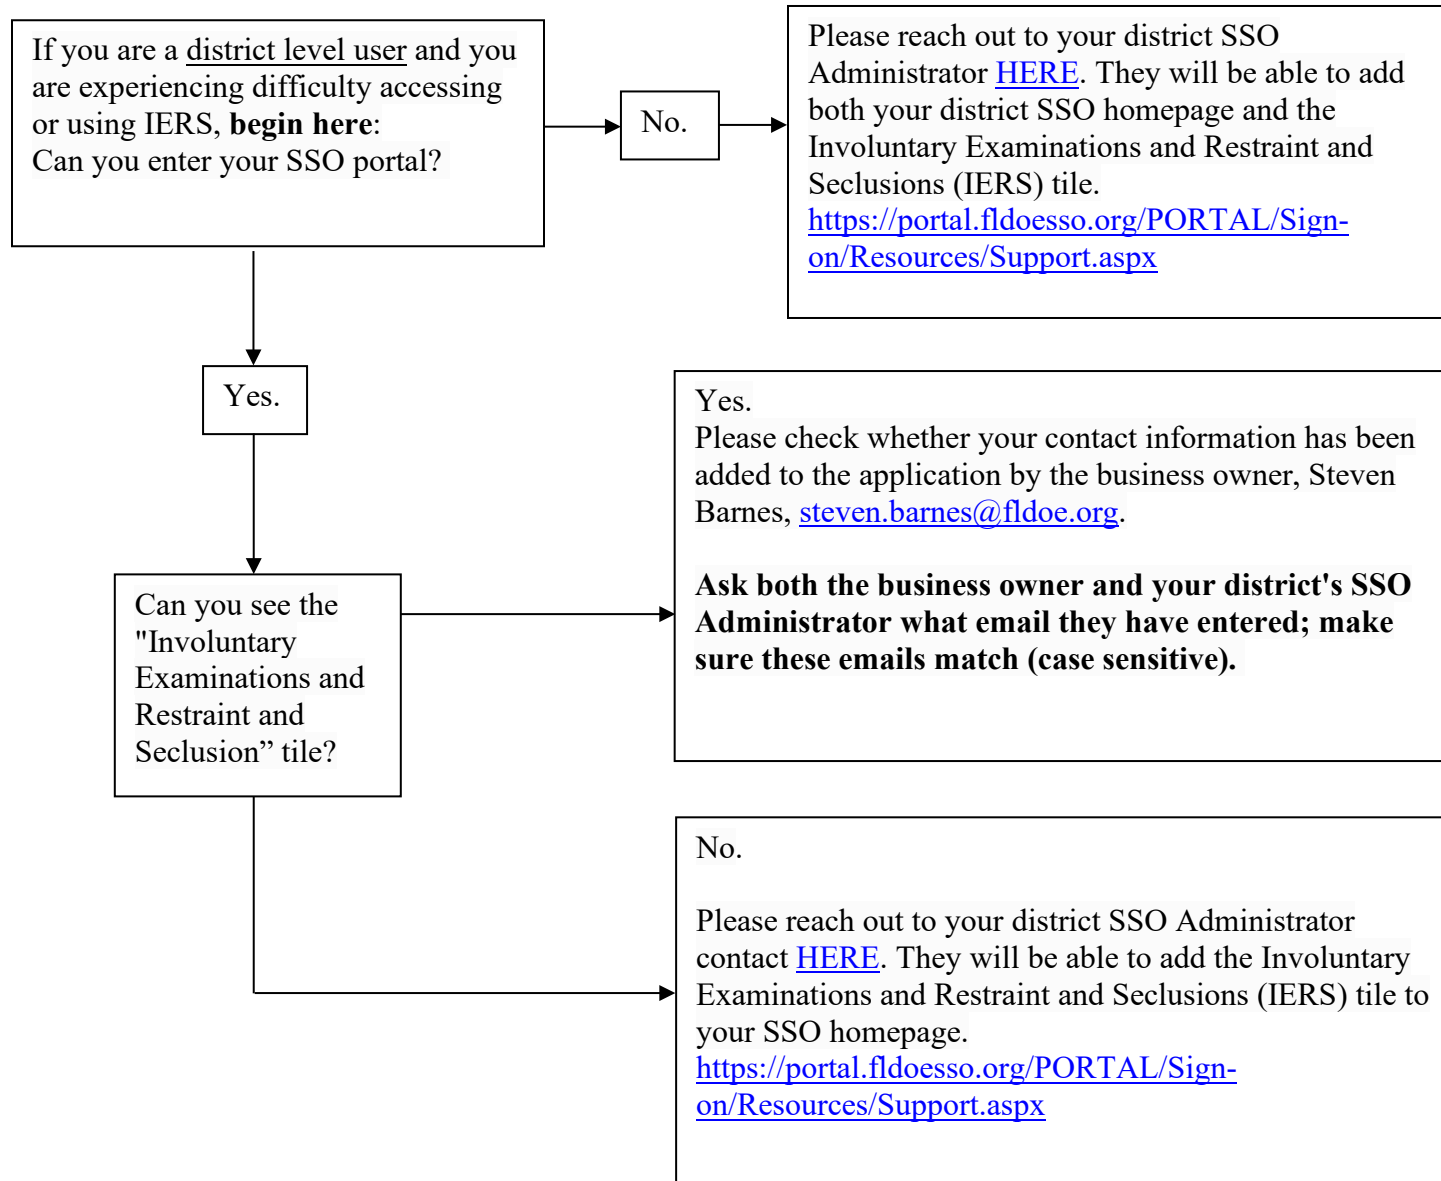 If you are a district level user and you
are experiencing difficulty accessing
or using IERS, begin here:
Can you enter your SSO portal?
No.
Please reach out to your district SSO
Administrator HERE. They will be able to add
both your district SSO homepage and the
Involuntary Examinations and Restraint and
Seclusions (IERS) tile.
https://portal.fldoesso.org/PORTAL/Sign-
on/Resources/Support.aspx
Yes.
Can you see the
"Involuntary
Examinations and
Restraint and
Seclusion” tile?
Yes.
Please check whether your contact information has been
added to the application by the business owner, Steven
Barnes, steven.barnes@fldoe.org.
Ask both the business owner and your district's SSO
Administrator what email they have entered; make
sure these emails match (case sensitive).
No.
Please reach out to your district SSO Administrator
contact HERE. They will be able to add the Involuntary
Examinations and Restraint and Seclusions (IERS) tile to
your SSO homepage.
https://portal.fldoesso.org/PORTAL/Sign-
on/Resources/Support.aspx